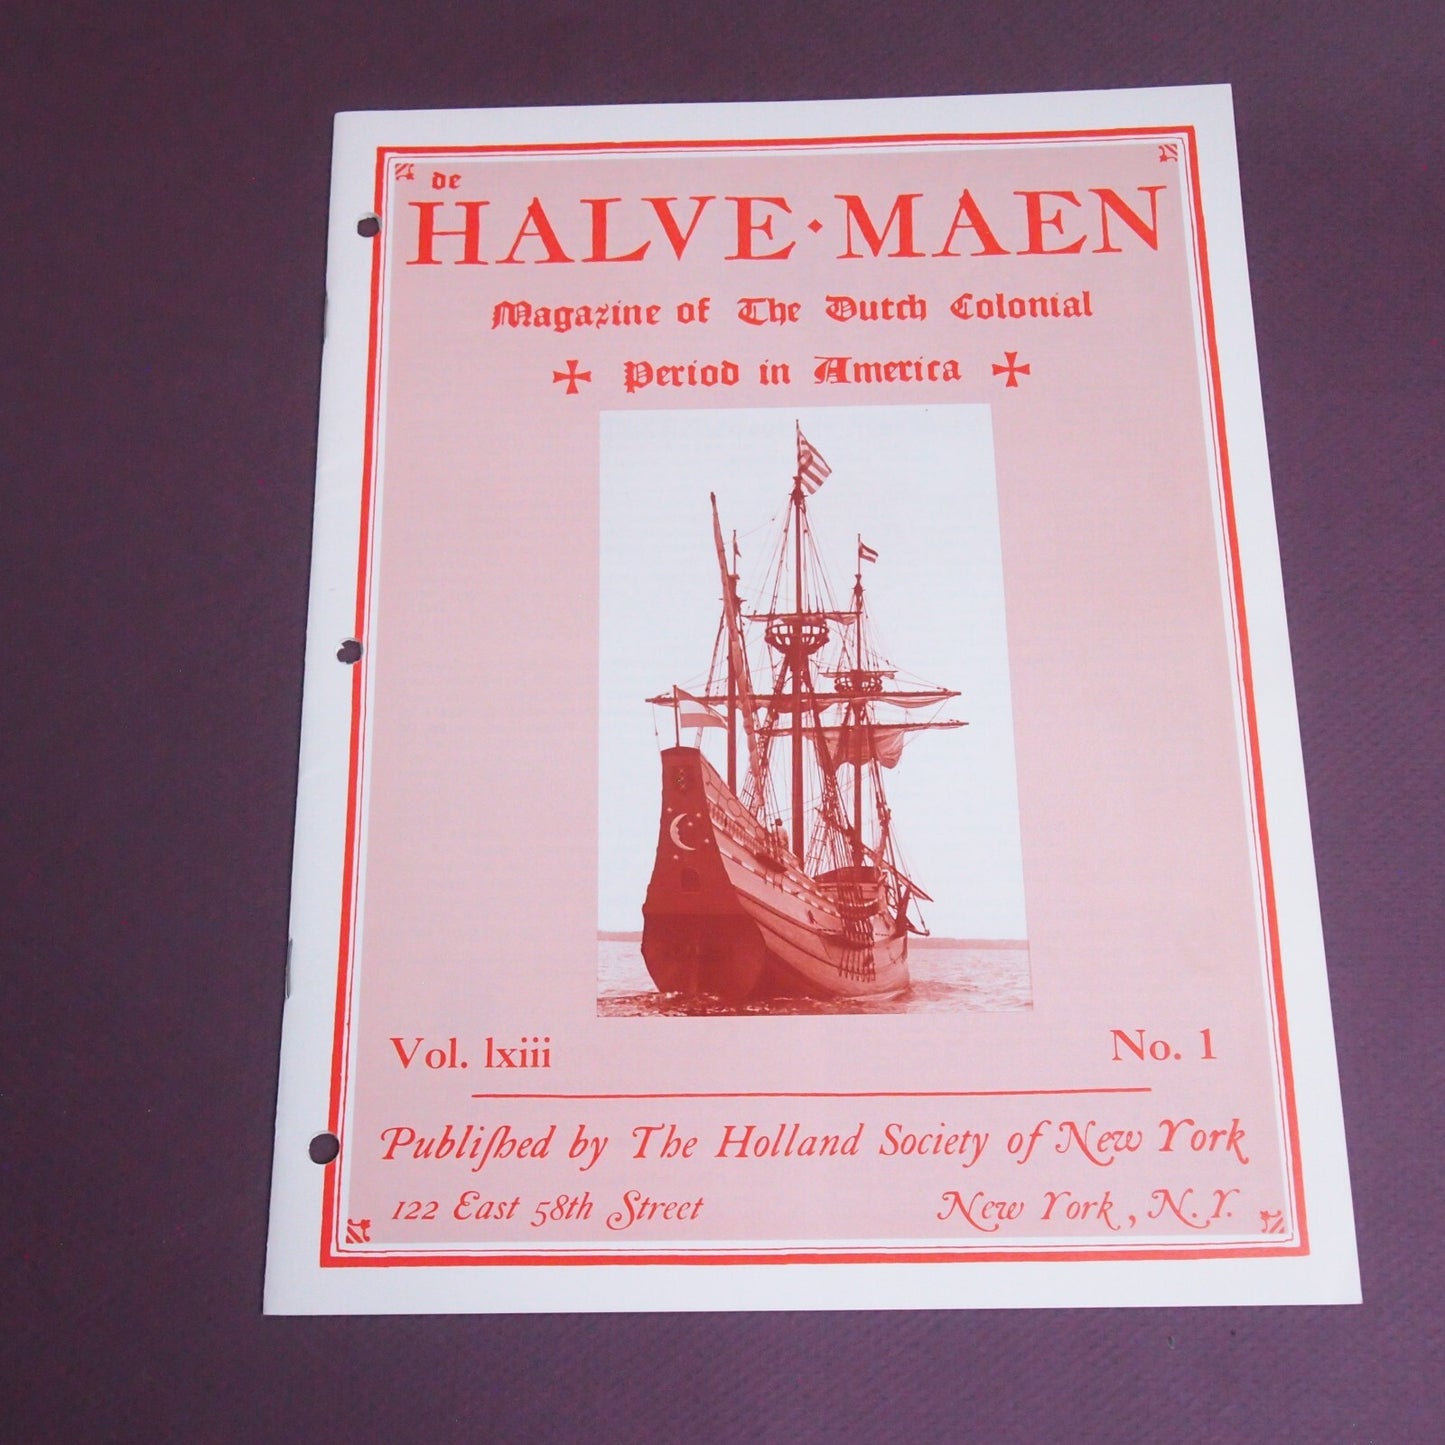 de
HALVE·MAEN
Magazine of The Dutch Colonial
Period in America
Vol. lxiii
No. 1
Publiſhed by The Holland Society of New York
122 East 58th Street
New York, N.Y.